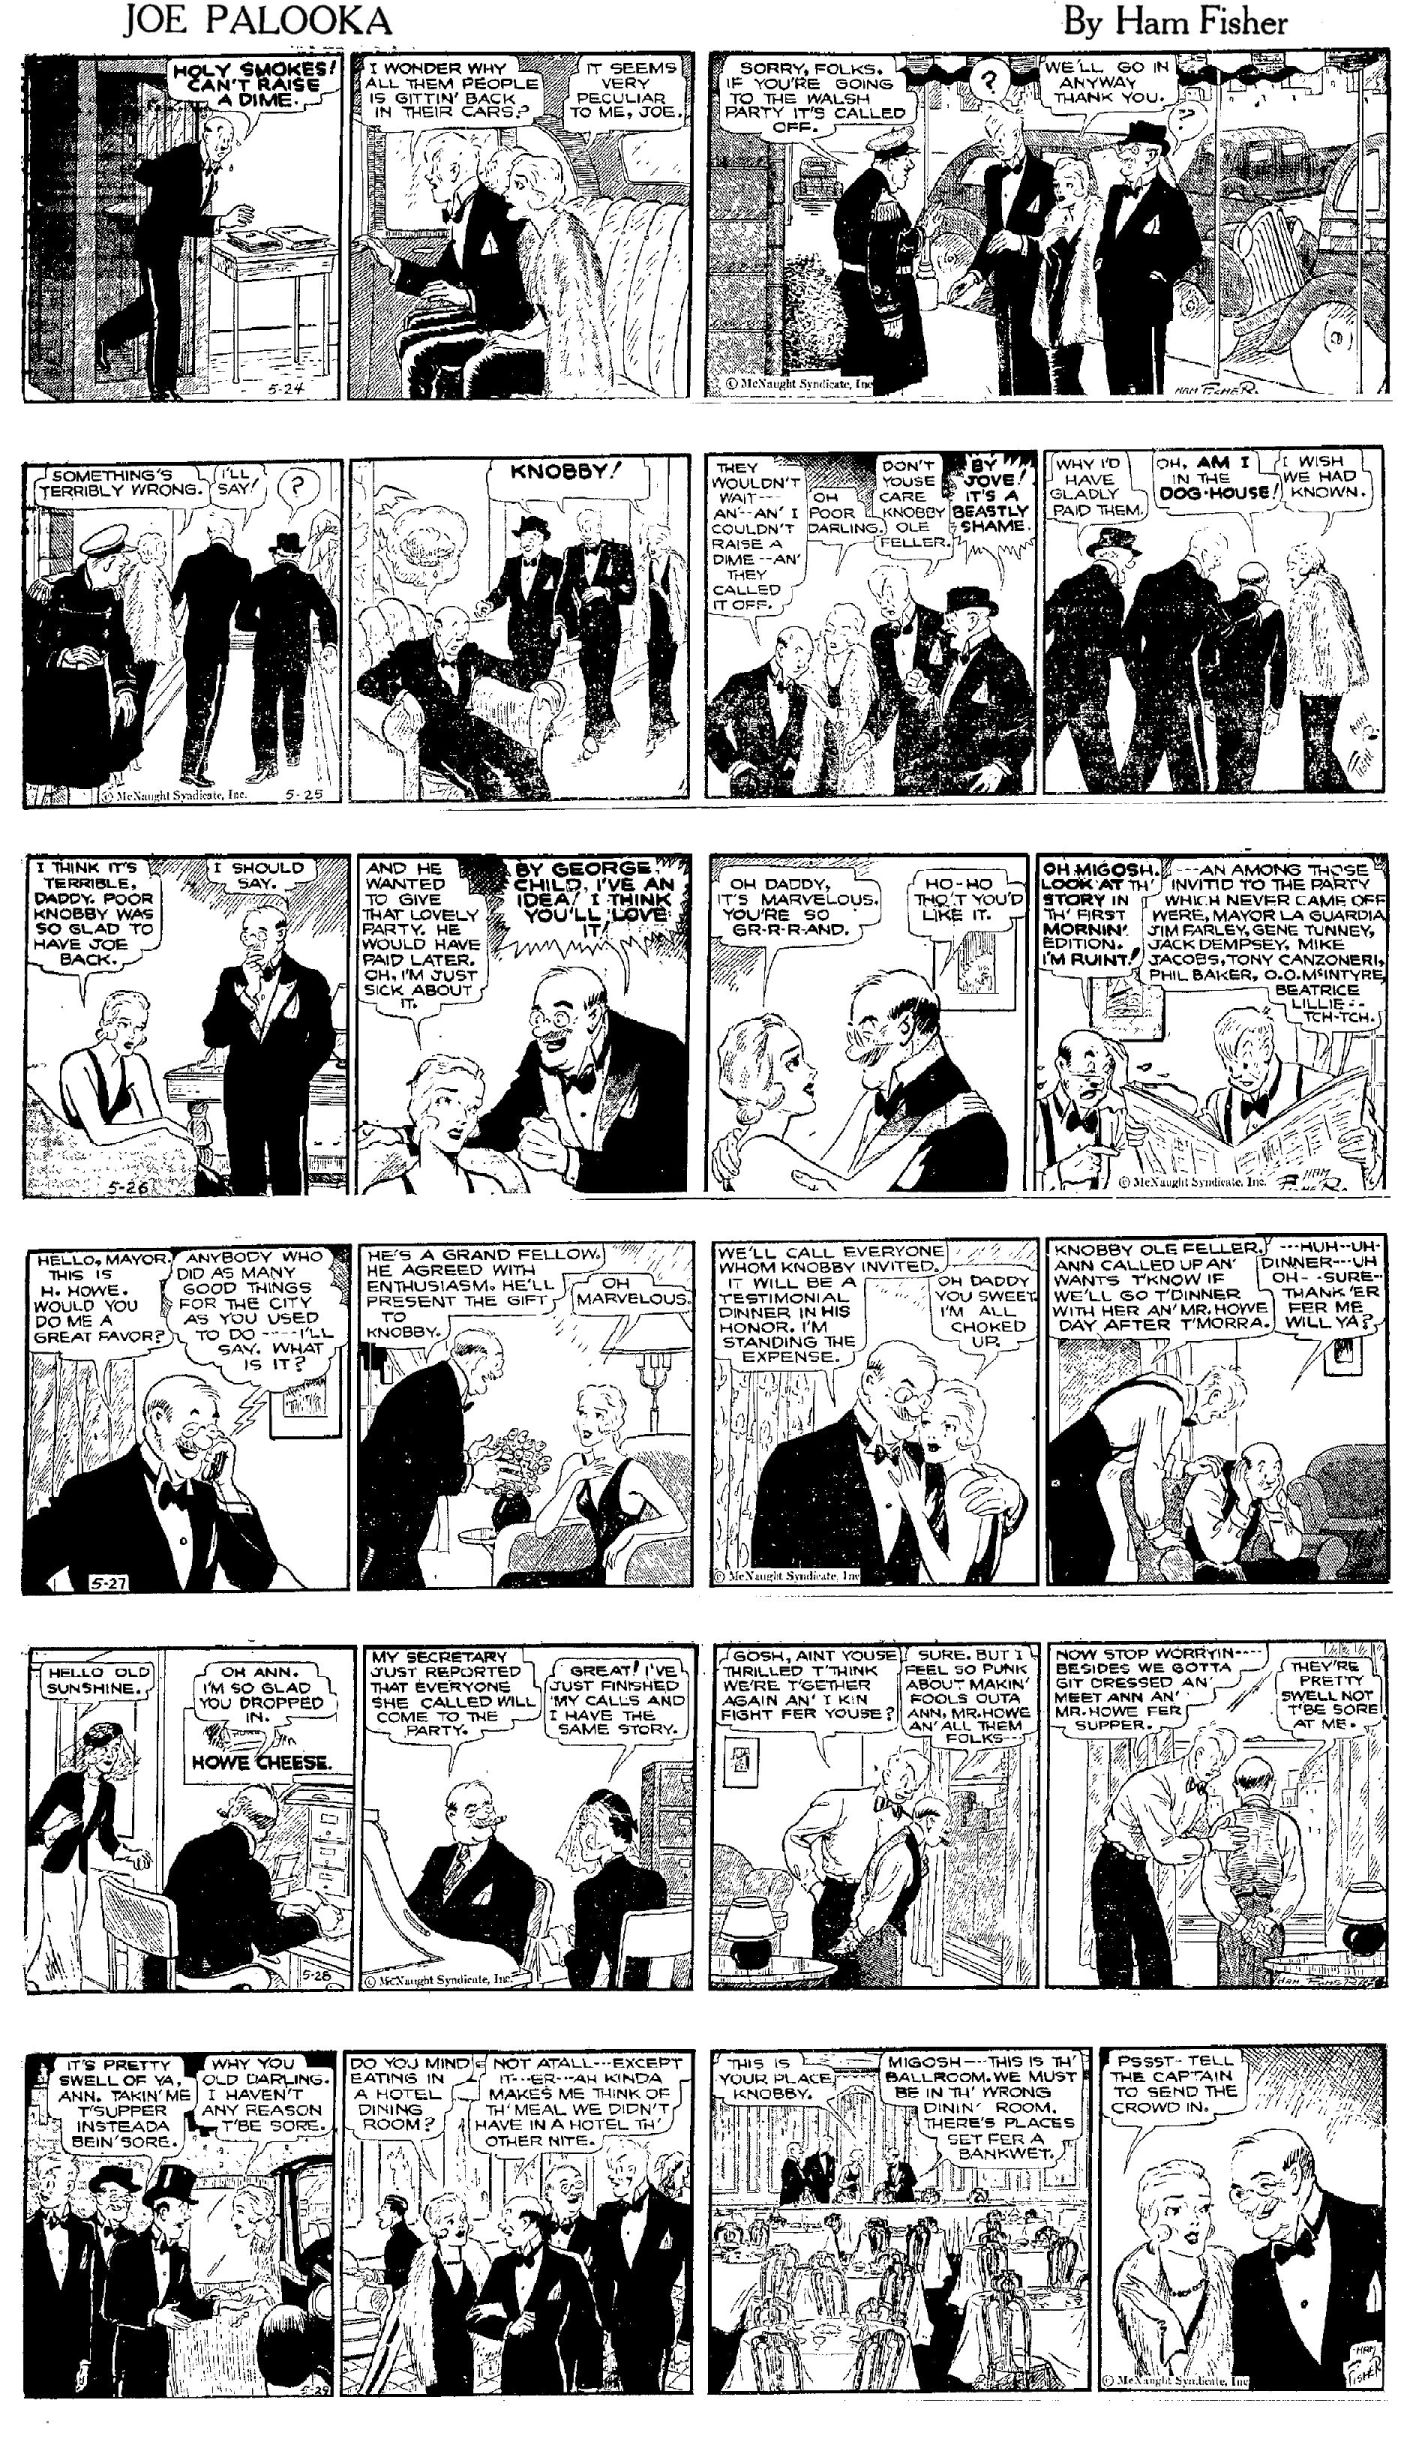 JOE PALOOKA
By Ham Fisher
HOLY SMOKES!
CAN'T RAISE
A DIME.
5-24
I WONDER WHY
ALL THEM PEOPLE
IS GITTIN' BACK
IN THEIR CARS?
IT SEEMS
VERY
PECULIAR
TO ME, JOE.
SORRY, FOLKS.
IF YOU'RE GOING
TO THE WALSH
PARTY IT'S CALLED
OFF.
?
WE'LL GO IN
ANYWAY
THANK YOU.
?
© McNaught Syndicate, Inc
HAM FISHER.
SOMETHING'S
TERRIBLY WRONG.
I'LL
SAY!
?
© McNaught Syndicate, Inc.
5-25
KNOBBY!
THEY
WOULDN'T
WAIT---
AN'--AN' I
COULDN'T
RAISE A
DIME--AN'
THEY
CALLED
IT OFF.
OH
POOR
DARLING.
DON'T
YOUSE
CARE
KNOBBY
OLE
FELLER.
BY
JOVE!
IT'S A
BEASTLY
SHAME.
WHY I'D
HAVE
GLADLY
PAID THEM.
OH, AM I
IN THE
DOG-HOUSE!
I WISH
WE HAD
KNOWN.
HAM
FISHER
I THINK IT'S
TERRIBLE,
DADDY. POOR
KNOBBY WAS
SO GLAD TO
HAVE JOE
BACK.
I SHOULD
SAY.
5-26
AND HE
WANTED
TO GIVE
THAT LOVELY
PARTY. HE
WOULD HAVE
PAID LATER.
OH, I'M JUST
SICK ABOUT
IT.
BY GEORGE,
CHILD, I'VE AN
IDEA! I THINK
YOU'LL LOVE
IT!
OH DADDY,
IT'S MARVELOUS.
YOU'RE SO
GR-R-R-AND.
HO-HO
THO'T YOU'D
LIKE IT.
OH MIGOSH.
LOOK AT TH'
STORY IN
TH' FIRST
MORNIN'
EDITION.
I'M RUINT!
---AN AMONG THOSE
INVITID TO THE PARTY
WHICH NEVER CAME OFF
WERE, MAYOR LA GUARDIA
JIM FARLEY, GENE TUNNEY,
JACK DEMPSEY, MIKE
JACOBS, TONY CANZONERI,
PHIL BAKER, O.O. McINTYRE,
BEATRICE
LILLIE--
TCH-TCH.
© McNaught Syndicate, Inc.
HAM
FISHER
HELLO, MAYOR.
THIS IS
H. HOWE.
WOULD YOU
DO ME A
GREAT FAVOR?
ANYBODY WHO
DID AS MANY
GOOD THINGS
FOR THE CITY
AS YOU USED
TO DO ----I'LL
SAY. WHAT
IS IT?
5-27
HE'S A GRAND FELLOW.
HE AGREED WITH
ENTHUSIASM. HE'LL
PRESENT THE GIFT
TO
KNOBBY.
OH
MARVELOUS.
WE'LL CALL EVERYONE
WHOM KNOBBY INVITED.
IT WILL BE A
TESTIMONIAL
DINNER IN HIS
HONOR. I'M
STANDING THE
EXPENSE.
OH DADDY
YOU SWEET.
I'M ALL
CHOKED
UP.
© McNaught Syndicate, Inc
KNOBBY OLE FELLER.
ANN CALLED UP AN'
WANTS T'KNOW IF
WE'LL GO T'DINNER
WITH HER AN' MR. HOWE
DAY AFTER T'MORRA.
---HUH--UH-
DINNER---UH
OH--SURE--
THANK 'ER
FER ME
WILL YA?
HELLO OLD
SUNSHINE.
OH ANN.
I'M SO GLAD
YOU DROPPED
IN.
HOWE CHEESE.
5-28
MY SECRETARY
JUST REPORTED
THAT EVERYONE
SHE CALLED WILL
COME TO THE
PARTY.
GREAT! I'VE
JUST FINISHED
MY CALLS AND
I HAVE THE
SAME STORY.
© McNaught Syndicate, Inc.
GOSH, AINT YOUSE
THRILLED T'THINK
WE'RE T'GETHER
AGAIN AN' I KIN
FIGHT FER YOUSE?
SURE. BUT I
FEEL SO PUNK
ABOUT MAKIN'
FOOLS OUTA
ANN, MR. HOWE
AN' ALL THEM
FOLKS--
NOW STOP WORRYIN----
BESIDES WE GOTTA
GIT DRESSED AN'
MEET ANN AN'
MR. HOWE FER
SUPPER.
THEY'RE
PRETTY
SWELL NOT
T'BE SORE
AT ME.
HAM FISHER
IT'S PRETTY
SWELL OF YA,
ANN. TAKIN' ME
T'SUPPER
INSTEADA
BEIN' SORE.
WHY YOU
OLD DARLING.
I HAVEN'T
ANY REASON
T'BE SORE.
5-29
DO YOU MIND
EATING IN
A HOTEL
DINING
ROOM?
NOT ATALL---EXCEPT
IT---ER---AH KINDA
MAKES ME THINK OF
TH' MEAL WE DIDN'T
HAVE IN A HOTEL TH'
OTHER NITE.
THIS IS
YOUR PLACE,
KNOBBY.
MIGOSH---THIS IS TH'
BALLROOM. WE MUST
BE IN TH' WRONG
DININ' ROOM.
THERE'S PLACES
SET FER A
BANKWET.
PSSST- TELL
THE CAPTAIN
TO SEND THE
CROWD IN.
© McNaught Syndicate, Inc
HAM
FISHER